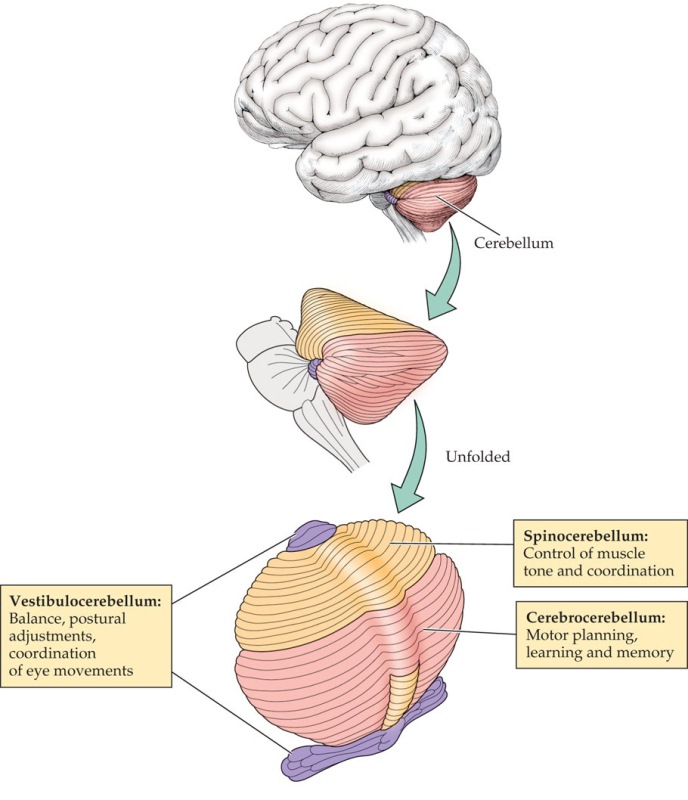 Cerebellum
Unfolded
Spinocerebellum:
Control of muscle
tone and coordination
Vestibulocerebellum:
Balance, postural
adjustments,
coordination
of eye movements
Cerebrocerebellum:
Motor planning,
learning and memory